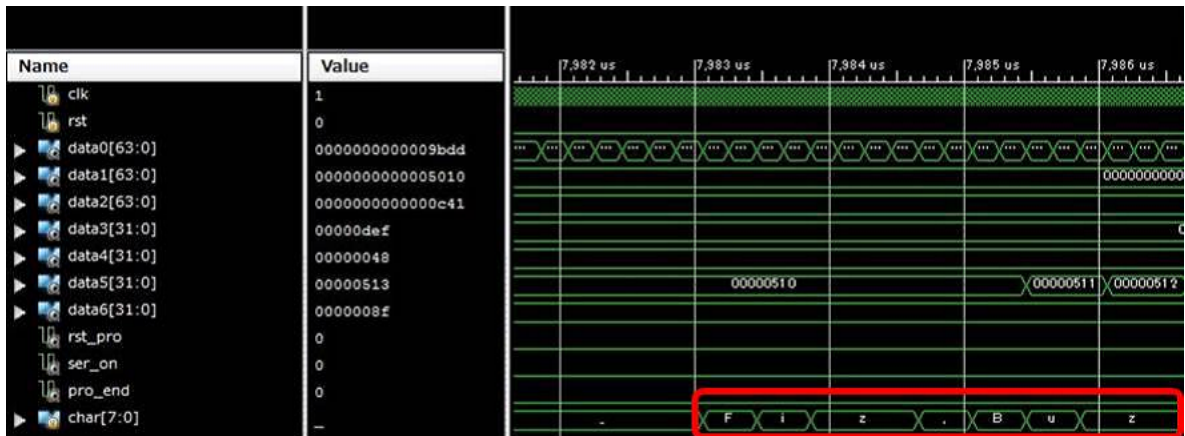 Name Value 7,982 us 7,983 us 7,984 us 7,985 us 7,986 us
clk 1
rst 0
data0[63:0] 0000000000009bdd ... ... ... ... ... ... ... ... ... ... ... ... ... ... ... ... ... ... ... ... ... ... ... ... ...
data1[63:0] 0000000000005010 0000000000
data2[63:0] 0000000000000c41
data3[31:0] 00000def
data4[31:0] 00000048
data5[31:0] 00000513 00000510 00000511 00000512
data6[31:0] 0000008f
rst_pro 0
ser_on 0
pro_end 0
char[7:0] _ - F i z . B u z